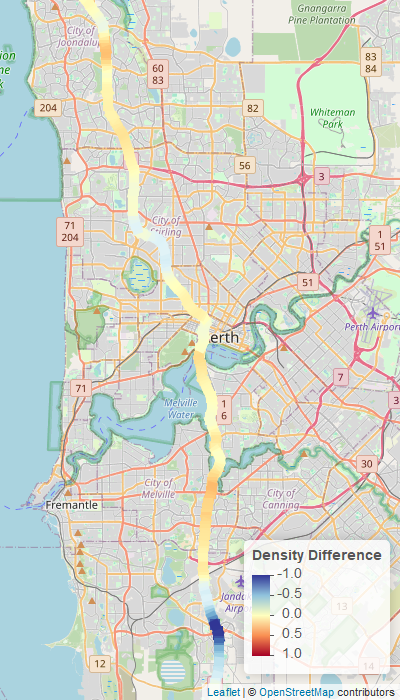 Gnangarra
Pine Plantation
City of
Joondalup
60
83
83
84
204
82
Whiteman
Park
56
3
71
204
City of
Stirling
1
51
51
Perth Airport
erth
7
71
3
Melville
Water
1
6
30
City of
Melville
City of
Canning
Fremantle
Jandakot
Airport
13
12
14
Density Difference
-1.0
-0.5
0.0
0.5
1.0
Leaflet | © OpenStreetMap contributors